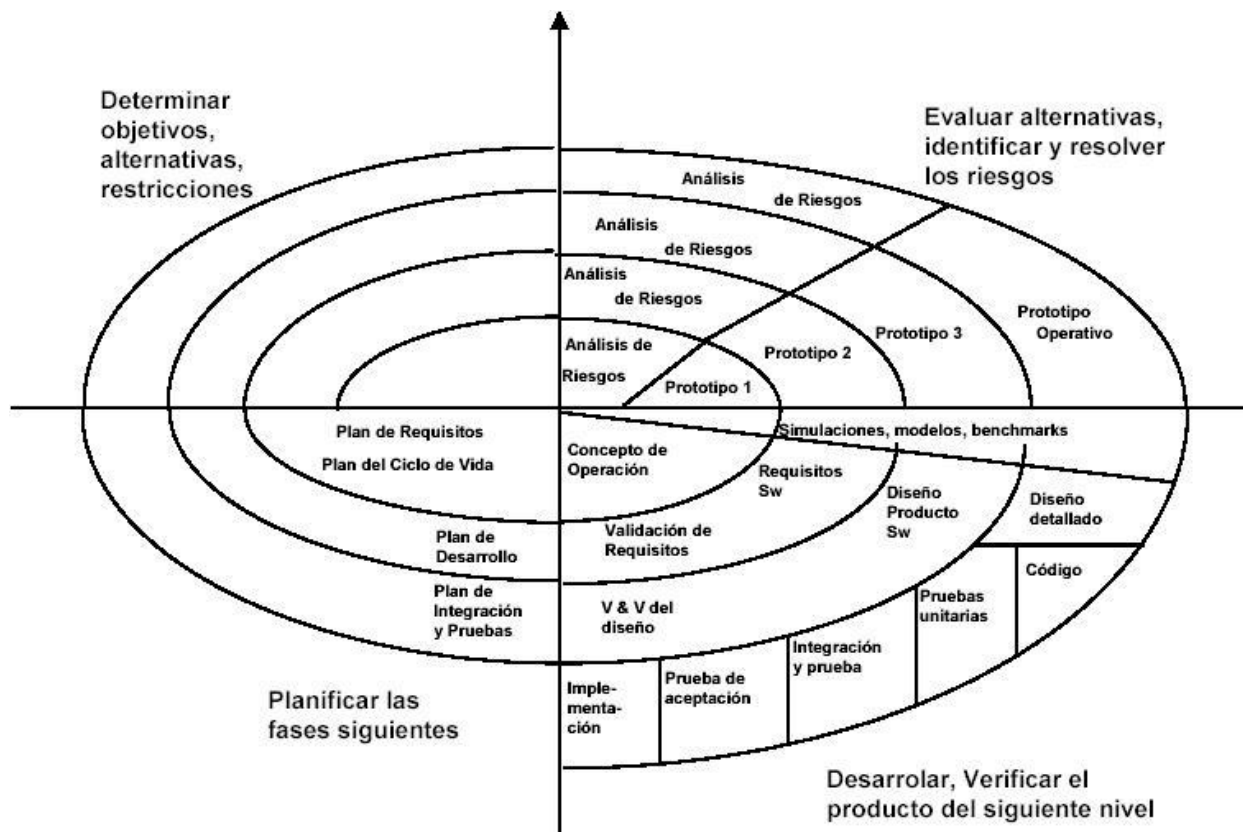 Determinar
objetivos,
alternativas,
restricciones
Evaluar alternativas,
identificar y resolver
los riesgos
Análisis
de Riesgos
Análisis
de Riesgos
Análisis
de Riesgos
Análisis de
Riesgos
Prototipo 1
Prototipo 2
Prototipo 3
Prototipo
Operativo
Simulaciones, modelos, benchmarks
Plan de Requisitos
Plan del Ciclo de Vida
Concepto de
Operación
Requisitos
Sw
Diseño
Producto
Sw
Diseño
detallado
Plan de
Desarrollo
Validación de
Requisitos
Código
Plan de
Integración
y Pruebas
V & V del
diseño
Pruebas
unitarias
Integración
y prueba
Prueba de
aceptación
Imple-
menta-
ción
Planificar las
fases siguientes
Desarrolar, Verificar el
producto del siguiente nivel